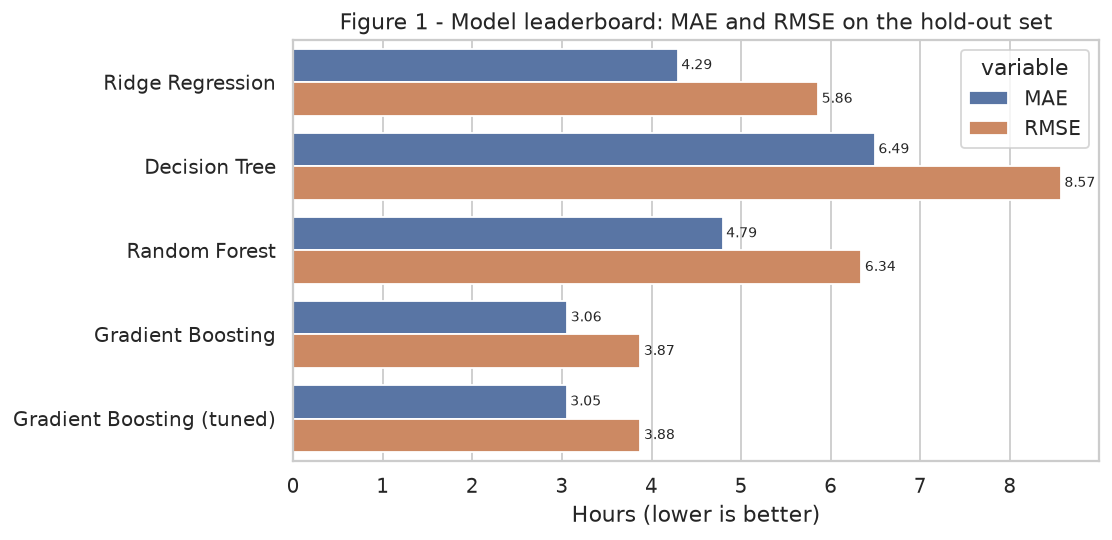 Figure 1 - Model leaderboard: MAE and RMSE on the hold-out set
variable
MAE
RMSE
Ridge Regression
4.29
5.86
Decision Tree
6.49
8.57
Random Forest
4.79
6.34
Gradient Boosting
3.06
3.87
Gradient Boosting (tuned)
3.05
3.88
0 1 2 3 4 5 6 7 8
Hours (lower is better)